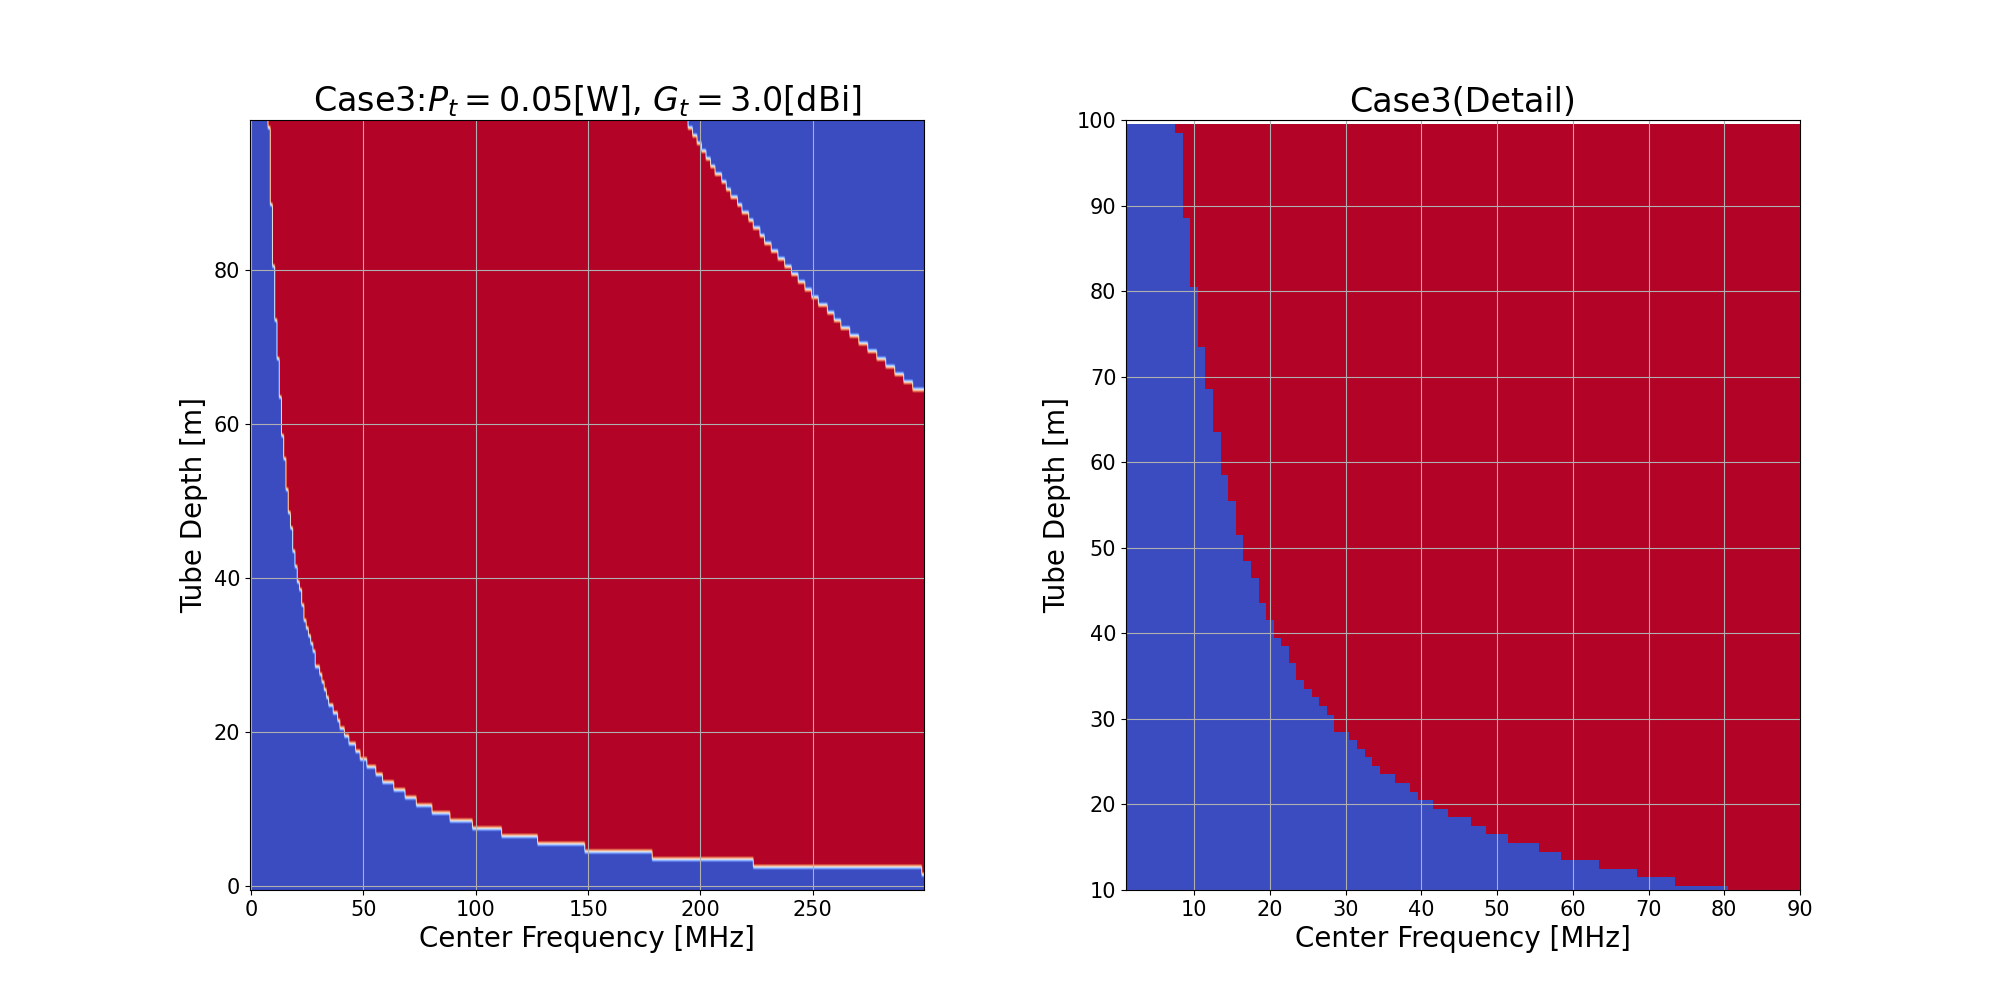 Case3:Pt = 0.05[W], Gt = 3.0[dBi]
Tube Depth [m]
80
60
40
20
0
0 50 100 150 200 250
Center Frequency [MHz]
Case3(Detail)
Tube Depth [m]
100
90
80
70
60
50
40
30
20
10
10 20 30 40 50 60 70 80 90
Center Frequency [MHz]